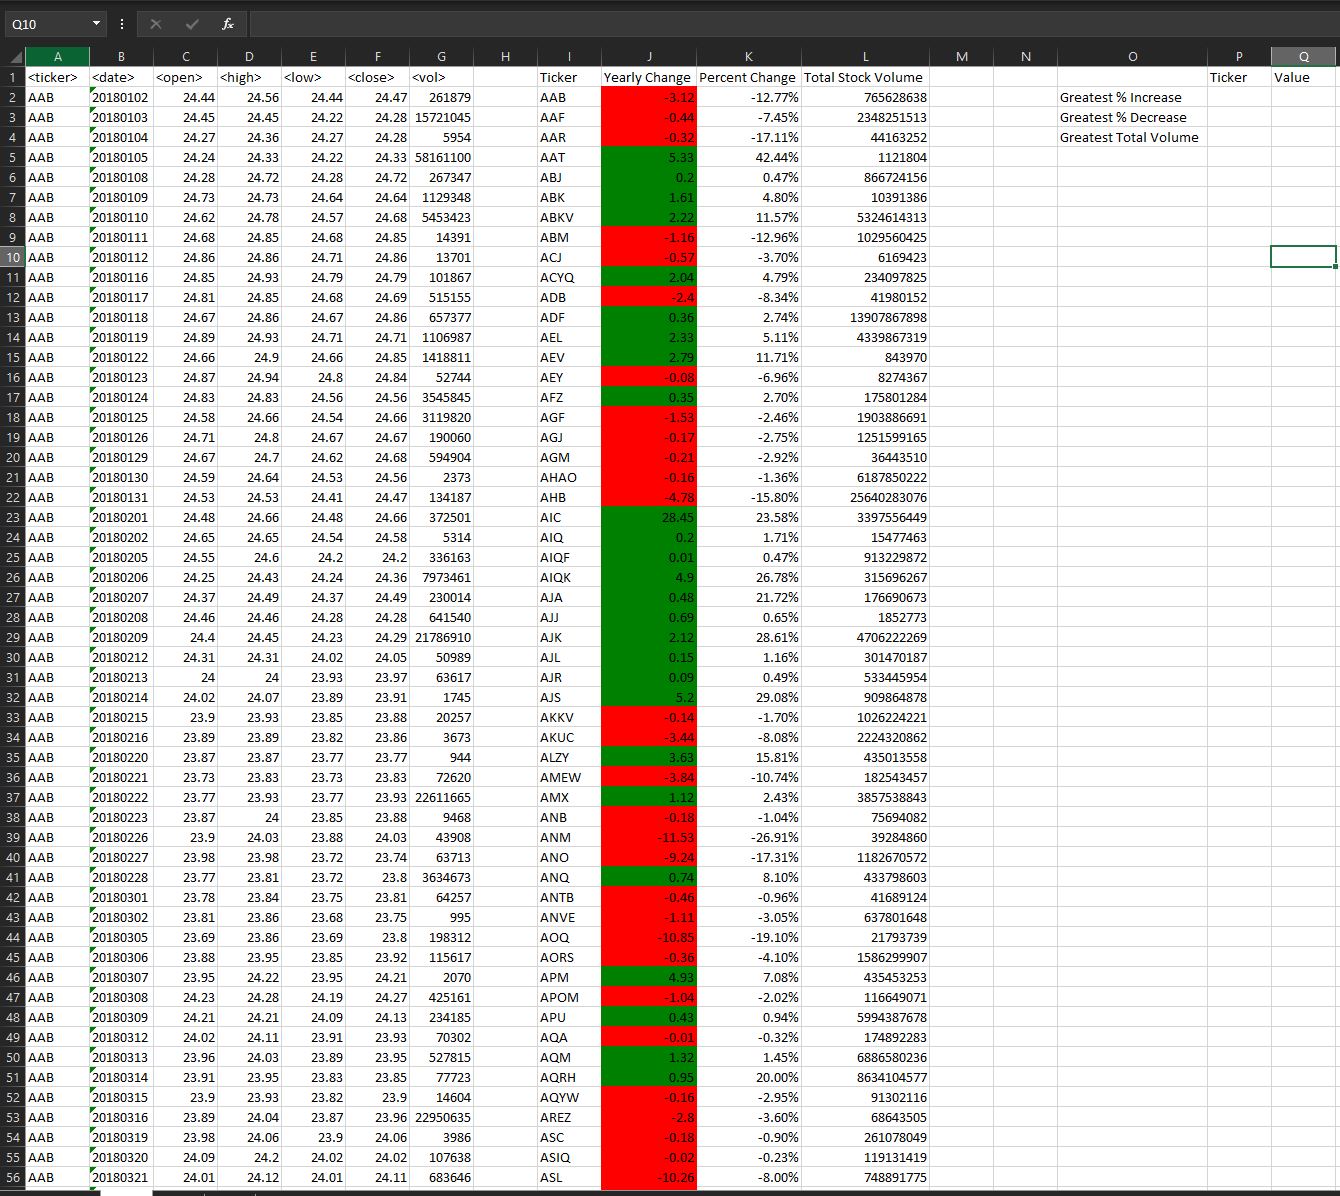 Q10 fx
A B C D E F G H I J K L M N O P Q
1 <ticker> <date> <open> <high> <low> <close> <vol> Ticker Yearly Change Percent Change Total Stock Volume Ticker Value
2 AAB 20180102 24.44 24.56 24.44 24.47 261879 AAB -3.12 -12.77% 765628638 Greatest % Increase
3 AAB 20180103 24.45 24.45 24.22 24.28 15721045 AAF -0.44 -7.45% 2348251513 Greatest % Decrease
4 AAB 20180104 24.27 24.36 24.27 24.28 5954 AAR -0.32 -17.11% 44163252 Greatest Total Volume
5 AAB 20180105 24.24 24.33 24.22 24.33 58161100 AAT 5.33 42.44% 1121804
6 AAB 20180108 24.28 24.72 24.28 24.72 267347 ABJ 0.2 0.47% 866724156
7 AAB 20180109 24.73 24.73 24.64 24.64 1129348 ABK 1.61 4.80% 10391386
8 AAB 20180110 24.62 24.78 24.57 24.68 5453423 ABKV 2.22 11.57% 5324614313
9 AAB 20180111 24.68 24.85 24.68 24.85 14391 ABM -1.16 -12.96% 1029560425
10 AAB 20180112 24.86 24.86 24.71 24.86 13701 ACJ -0.57 -3.70% 6169423
11 AAB 20180116 24.85 24.93 24.79 24.79 101867 ACYQ 2.04 4.79% 234097825
12 AAB 20180117 24.81 24.85 24.68 24.69 515155 ADB -2.4 -8.34% 41980152
13 AAB 20180118 24.67 24.86 24.67 24.86 657377 ADF 0.36 2.74% 13907867898
14 AAB 20180119 24.89 24.93 24.71 24.71 1106987 AEL 2.33 5.11% 4339867319
15 AAB 20180122 24.66 24.9 24.66 24.85 1418811 AEV 2.79 11.71% 843970
16 AAB 20180123 24.87 24.94 24.8 24.84 52744 AEY -0.08 -6.96% 8274367
17 AAB 20180124 24.83 24.83 24.56 24.56 3545845 AFZ 0.35 2.70% 175801284
18 AAB 20180125 24.58 24.66 24.54 24.66 3119820 AGF -1.53 -2.46% 1903886691
19 AAB 20180126 24.71 24.8 24.67 24.67 190060 AGJ -0.17 -2.75% 1251599165
20 AAB 20180129 24.67 24.7 24.62 24.68 594904 AGM -0.21 -2.92% 36443510
21 AAB 20180130 24.59 24.64 24.53 24.56 2373 AHAO -0.16 -1.36% 6187850222
22 AAB 20180131 24.53 24.53 24.41 24.47 134187 AHB -4.78 -15.80% 25640283076
23 AAB 20180201 24.48 24.66 24.48 24.66 372501 AIC 28.45 23.58% 3397556449
24 AAB 20180202 24.65 24.65 24.54 24.58 5314 AIQ 0.2 1.71% 15477463
25 AAB 20180205 24.55 24.6 24.2 24.2 336163 AIQF 0.01 0.47% 913229872
26 AAB 20180206 24.25 24.43 24.24 24.36 7973461 AIQK 4.9 26.78% 315696267
27 AAB 20180207 24.37 24.49 24.37 24.49 230014 AJA 0.48 21.72% 176690673
28 AAB 20180208 24.46 24.46 24.28 24.28 641540 AJJ 0.69 0.65% 1852773
29 AAB 20180209 24.4 24.45 24.23 24.29 21786910 AJK 2.12 28.61% 4706222269
30 AAB 20180212 24.31 24.31 24.02 24.05 50989 AJL 0.15 1.16% 301470187
31 AAB 20180213 24 24 23.93 23.97 63617 AJR 0.09 0.49% 533445954
32 AAB 20180214 24.02 24.07 23.89 23.91 1745 AJS 5.2 29.08% 909864878
33 AAB 20180215 23.9 23.93 23.85 23.88 20257 AKKV -0.14 -1.70% 1026224221
34 AAB 20180216 23.89 23.89 23.82 23.86 3673 AKUC -3.44 -8.08% 2224320862
35 AAB 20180220 23.87 23.87 23.77 23.77 944 ALZY 3.63 15.81% 435013558
36 AAB 20180221 23.73 23.83 23.73 23.83 72620 AMEW -3.84 -10.74% 182543457
37 AAB 20180222 23.77 23.93 23.77 23.93 22611665 AMX 1.12 2.43% 3857538843
38 AAB 20180223 23.87 24 23.85 23.88 9468 ANB -0.18 -1.04% 75694082
39 AAB 20180226 23.9 24.03 23.88 24.03 43908 ANM -11.53 -26.91% 39284860
40 AAB 20180227 23.98 23.98 23.72 23.74 63713 ANO -9.24 -17.31% 1182670572
41 AAB 20180228 23.77 23.81 23.72 23.8 3634673 ANQ 0.74 8.10% 433798603
42 AAB 20180301 23.78 23.84 23.75 23.81 64257 ANTB -0.46 -0.96% 41689124
43 AAB 20180302 23.81 23.86 23.68 23.75 995 ANVE -1.11 -3.05% 637801648
44 AAB 20180305 23.69 23.86 23.69 23.8 198312 AOQ -10.85 -19.10% 21793739
45 AAB 20180306 23.88 23.95 23.85 23.92 115617 AORS -0.36 -4.10% 1586299907
46 AAB 20180307 23.95 24.22 23.95 24.21 2070 APM 4.93 7.08% 435453253
47 AAB 20180308 24.23 24.28 24.19 24.27 425161 APOM -1.04 -2.02% 116649071
48 AAB 20180309 24.21 24.21 24.09 24.13 234185 APU 0.43 0.94% 5994387678
49 AAB 20180312 24.02 24.11 23.91 23.93 70302 AQA -0.01 -0.32% 174892283
50 AAB 20180313 23.96 24.03 23.89 23.95 527815 AQM 1.32 1.45% 6886580236
51 AAB 20180314 23.91 23.95 23.83 23.85 77723 AQRH 0.95 20.00% 8634104577
52 AAB 20180315 23.9 23.93 23.82 23.9 14604 AQYW -0.16 -2.95% 91302116
53 AAB 20180316 23.89 24.04 23.87 23.96 22950635 AREZ -2.8 -3.60% 68643505
54 AAB 20180319 23.98 24.06 23.9 24.06 3986 ASC -0.18 -0.90% 261078049
55 AAB 20180320 24.09 24.2 24.02 24.02 107638 ASIQ -0.02 -0.23% 119131419
56 AAB 20180321 24.01 24.12 24.01 24.11 683646 ASL -10.26 -8.00% 748891775